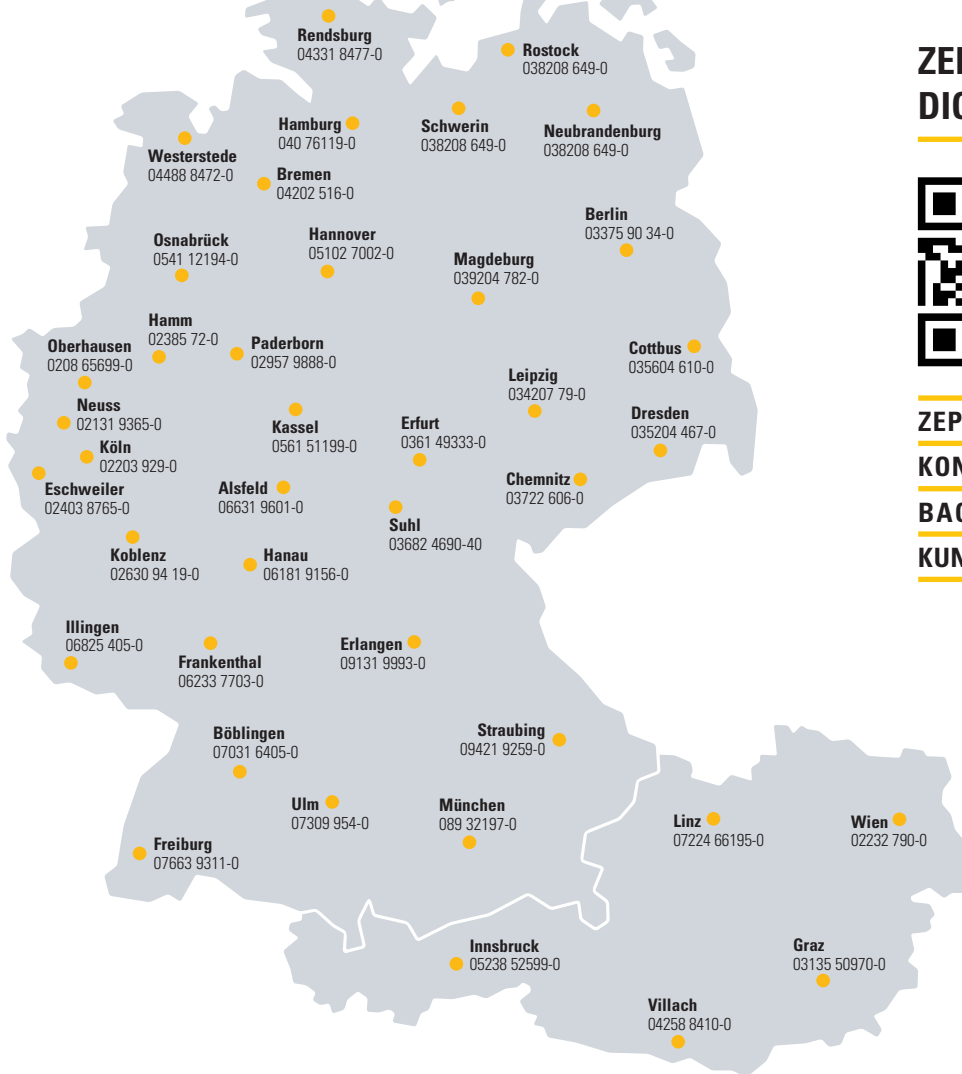 Rendsburg
04331 8477-0
Rostock
038208 649-0
Hamburg
040 76119-0
Schwerin
038208 649-0
Neubrandenburg
038208 649-0
Westerstede
04488 8472-0
Bremen
04202 516-0
Berlin
03375 90 34-0
Osnabrück
0541 12194-0
Hannover
05102 7002-0
Magdeburg
039204 782-0
Hamm
02385 72-0
Oberhausen
0208 65699-0
Paderborn
02957 9888-0
Cottbus
035604 610-0
Leipzig
034207 79-0
Neuss
02131 9365-0
Kassel
0561 51199-0
Erfurt
0361 49333-0
Dresden
035204 467-0
Köln
02203 929-0
Eschweiler
02403 8765-0
Alsfeld
06631 9601-0
Chemnitz
03722 606-0
Suhl
03682 4690-40
Koblenz
02630 94 19-0
Hanau
06181 9156-0
Illingen
06825 405-0
Frankenthal
06233 7703-0
Erlangen
09131 9993-0
Böblingen
07031 6405-0
Straubing
09421 9259-0
Ulm
07309 954-0
München
089 32197-0
Freiburg
07663 9311-0
Linz
07224 66195-0
Wien
02232 790-0
Innsbruck
05238 52599-0
Graz
03135 50970-0
Villach
04258 8410-0
ZEP
KON
KUN